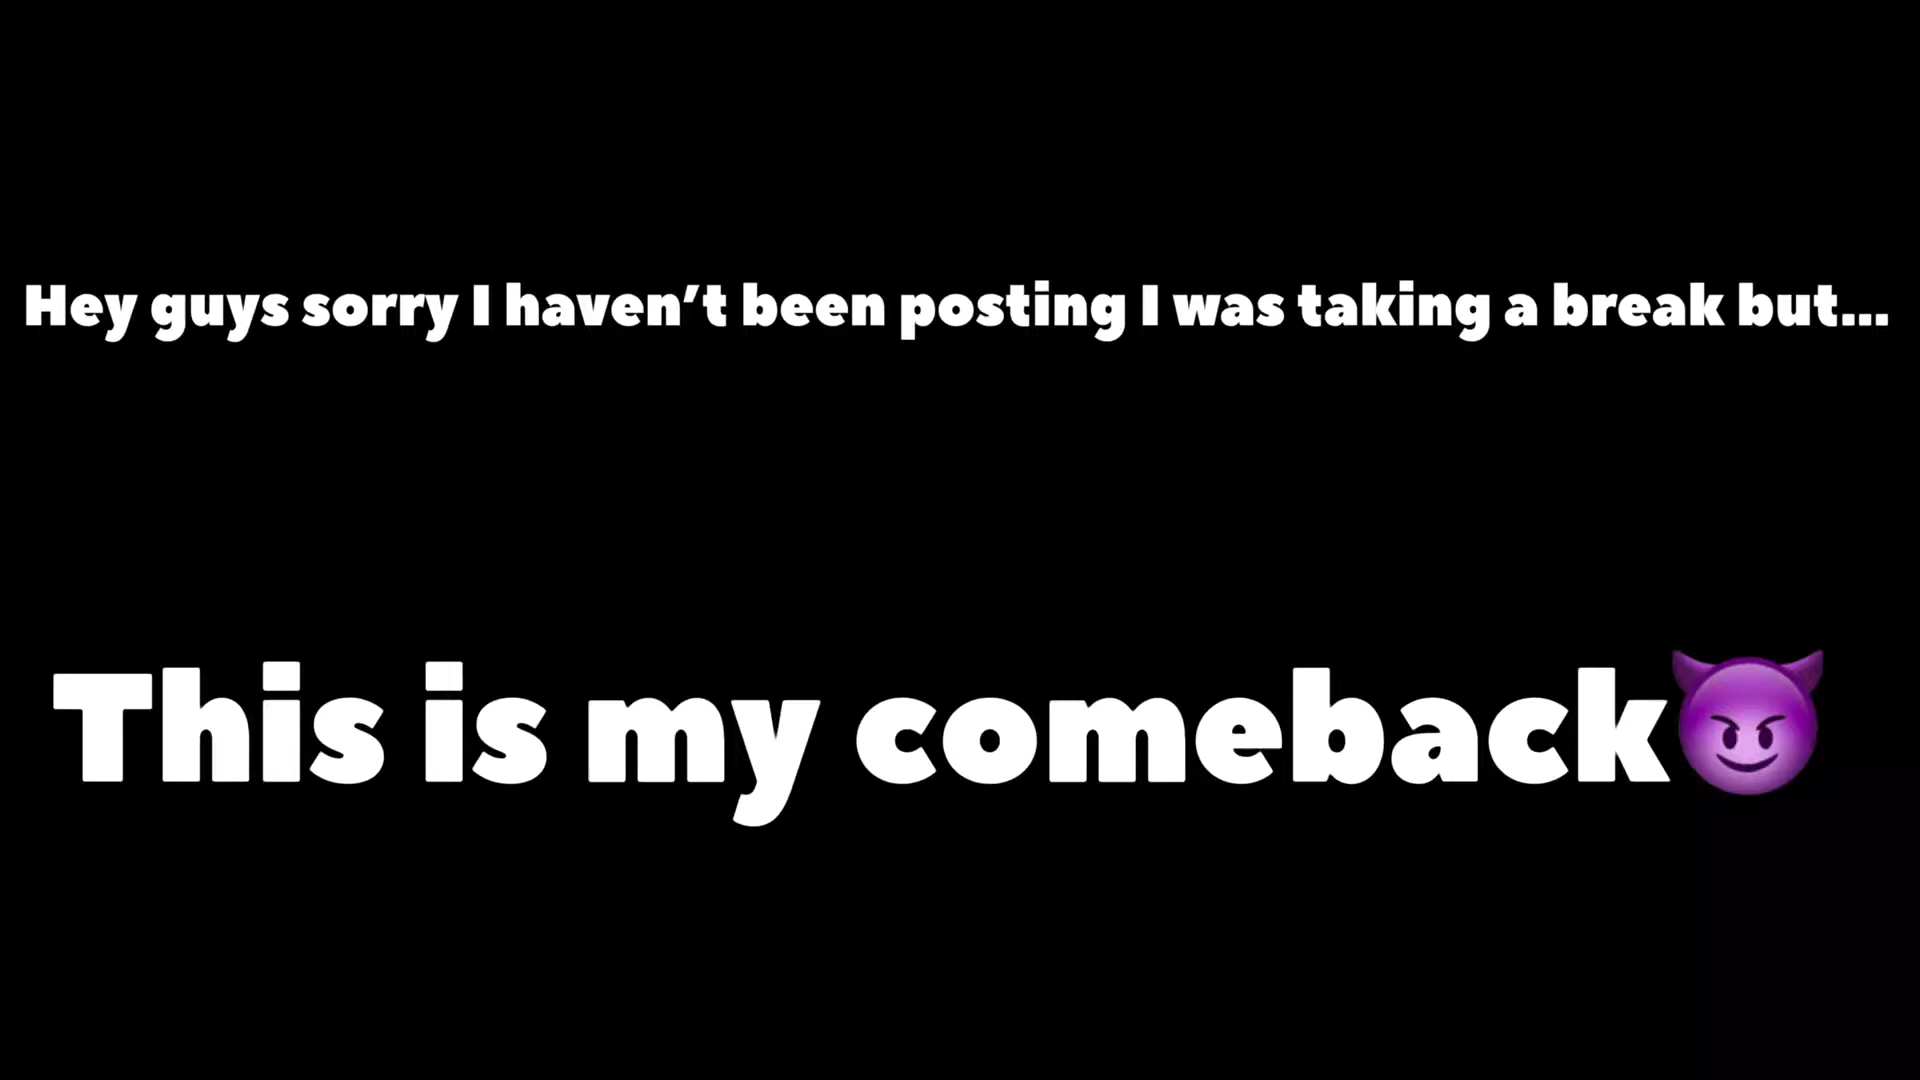 Hey guys sorry I haven’t been posting I was taking a break but...
This is my comeback😈